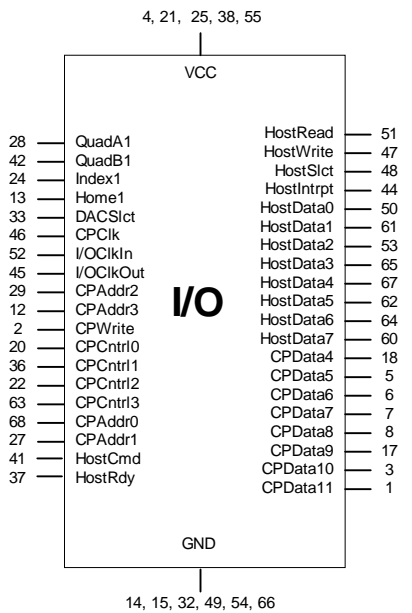 4, 21, 25, 38, 55
VCC
28 QuadA1
42 QuadB1
24 Index1
13 Home1
33 DACSlct
46 CPClk
52 I/OClkIn
45 I/OClkOut
29 CPAddr2
12 CPAddr3
2 CPWrite
20 CPCntrl0
36 CPCntrl1
22 CPCntrl2
63 CPCntrl3
68 CPAddr0
27 CPAddr1
41 HostCmd
37 HostRdy
I/O
HostRead 51
HostWrite 47
HostSlct 48
HostIntrpt 44
HostData0 50
HostData1 61
HostData2 53
HostData3 65
HostData4 67
HostData5 62
HostData6 64
HostData7 60
CPData4 18
CPData5 5
CPData6 6
CPData7 7
CPData8 8
CPData9 17
CPData10 3
CPData11 1
GND
14, 15, 32, 49, 54, 66